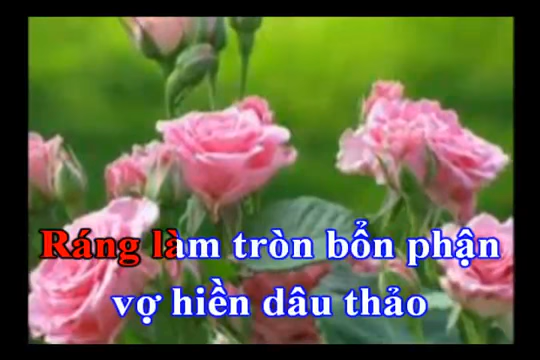 Ráng làm tròn bổn phận
vợ hiền dâu thảo